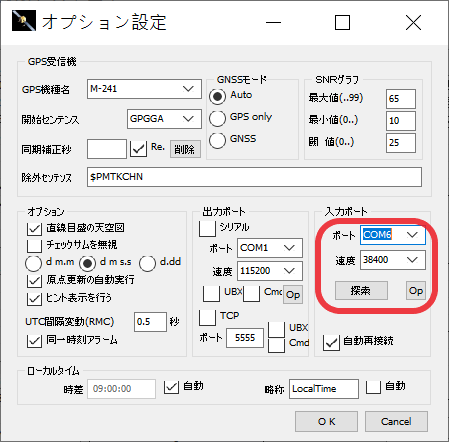 オプション設定
GPS受信機
GPS機種名 M-241
開始センテンス GPGGA
同期補正秒 Re. 削除
除外センテンス $PMTKCHN
GNSSモード
Auto
GPS only
GNSS
SNRグラフ
最大値(..99) 65
最小値(0..) 10
閾 値(0..) 25
オプション
直線目盛の天空図
チェックサムを無視
d m.m d m s.s d.dd
原点更新の自動実行
ヒント表示を行う
UTC間隔変動(RMC) 0.5 秒
同一時刻アラーム
出力ポート
シリアル
ポート COM1
速度 115200
UBX Cmd Op
TCP
ポート 5555 UBX
Cmd
入力ポート
ポート COM6
速度 38400
探索 Op
自動再接続
ローカルタイム
時差 09:00:00 自動 略称 LocalTime 自動
O K Cancel